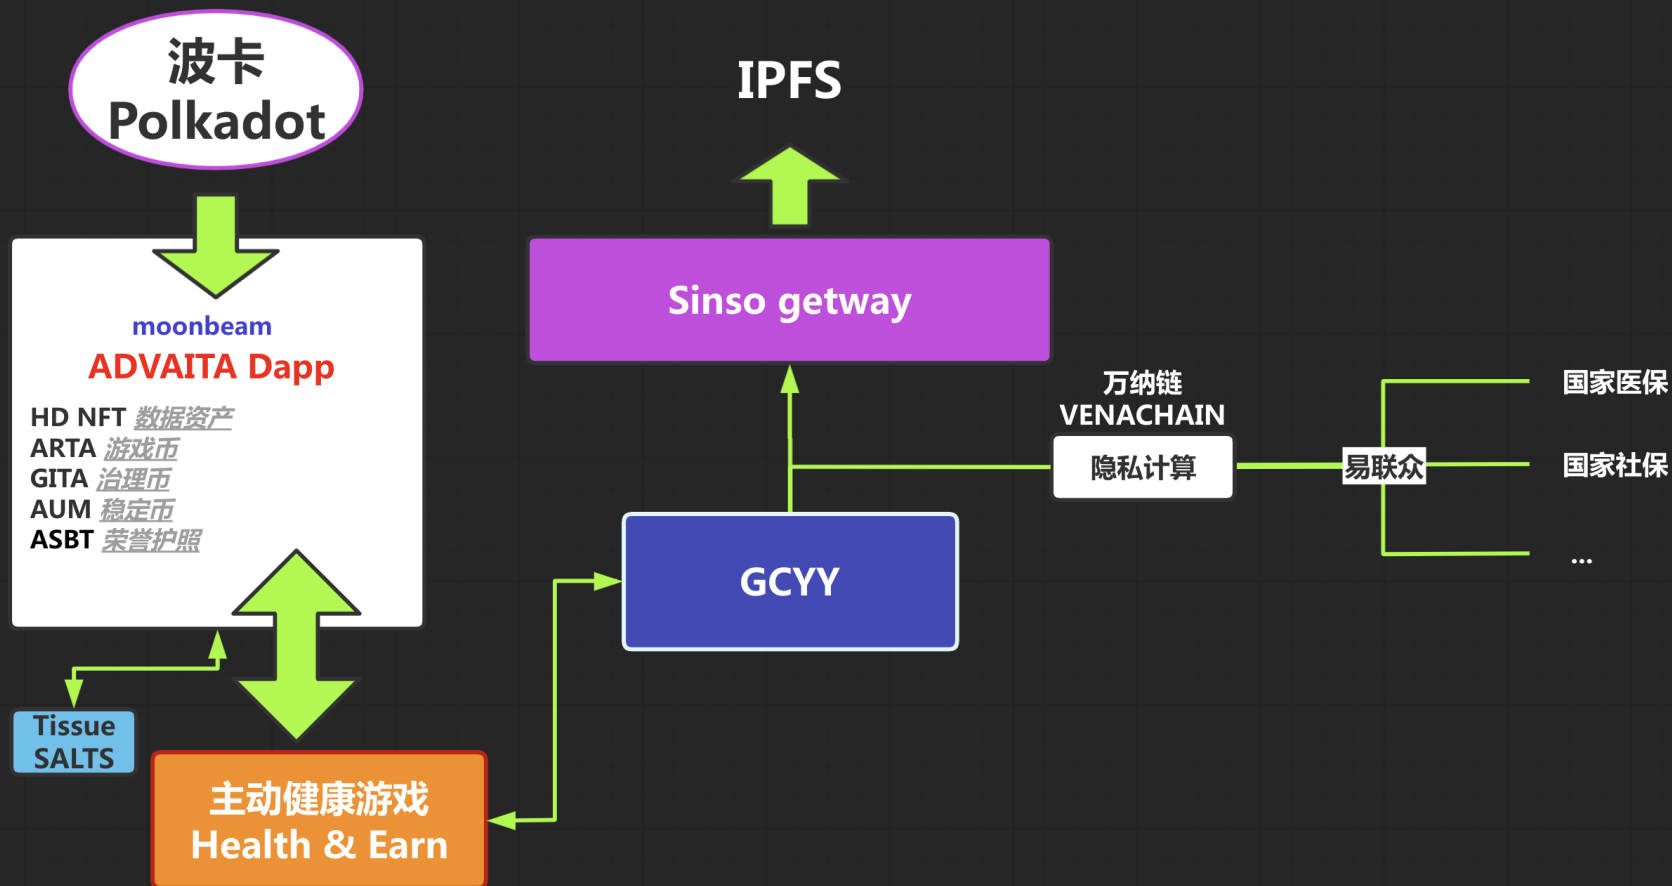 波卡
Polkadot
IPFS
moonbeam
ADVAITA Dapp
HD NFT 数据资产
ARTA 游戏币
GITA 治理币
AUM 稳定币
ASBT 荣誉护照
Sinso getway
万纳链
VENACHAIN
隐私计算
易联众
国家医保
国家社保
...
GCYY
Tissue
SALTS
主动健康游戏
Health & Earn